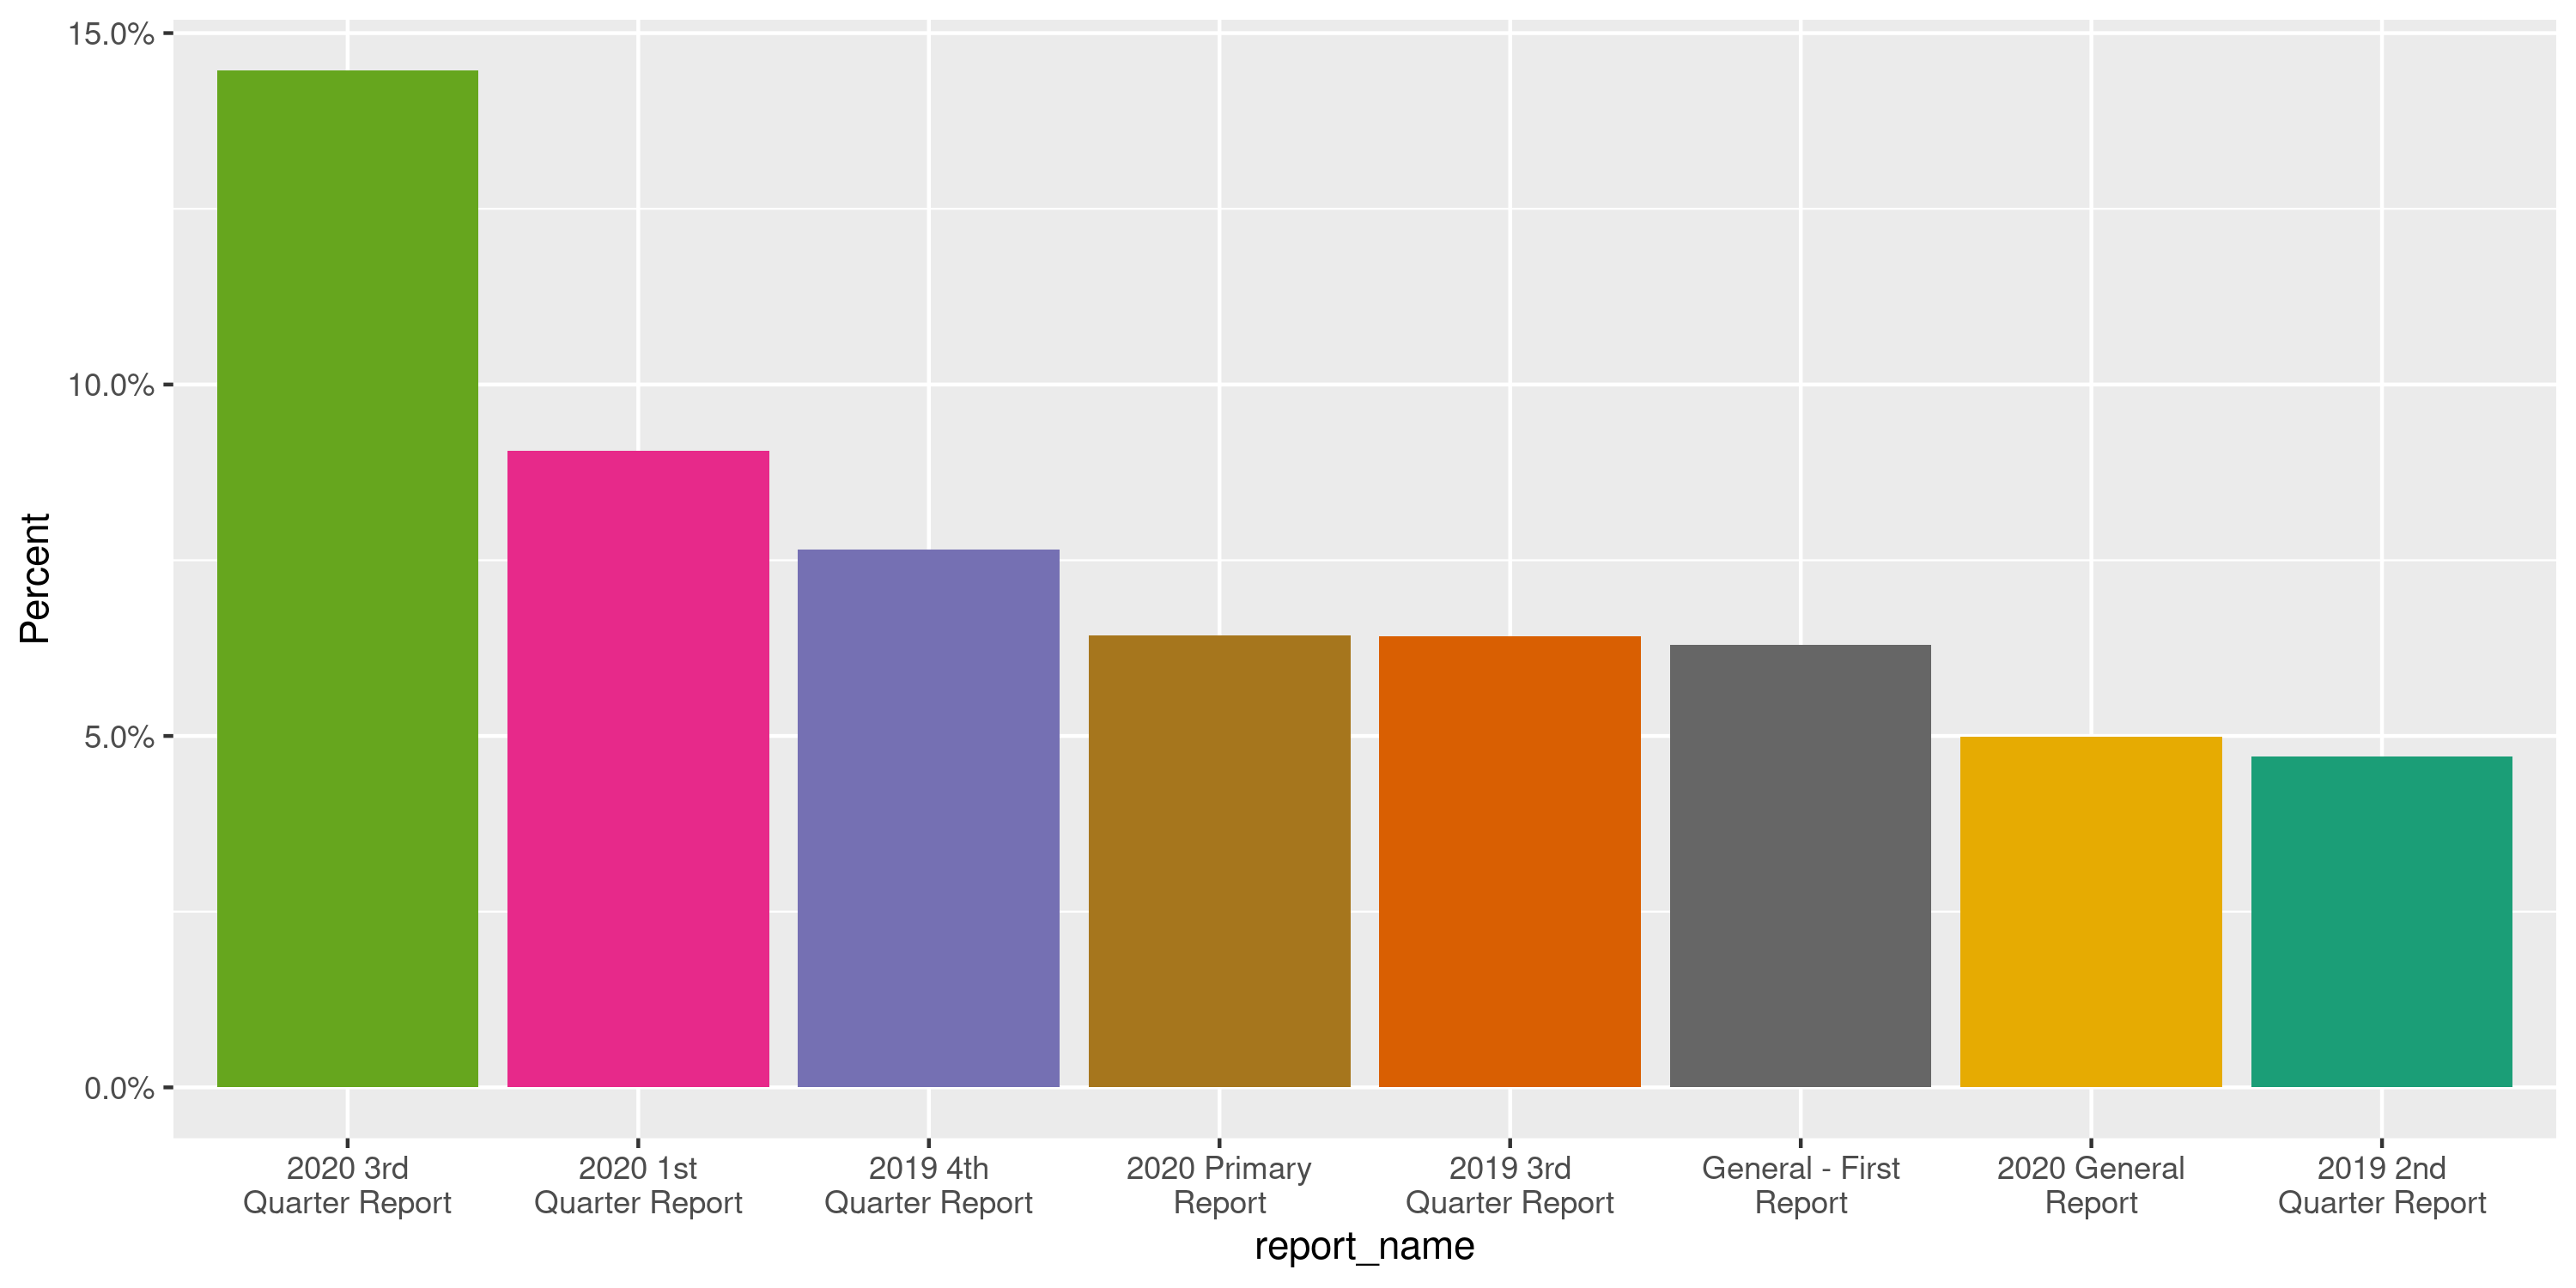 15.0%
10.0%
5.0%
0.0%
Percent
2020 3rd
Quarter Report
2020 1st
Quarter Report
2019 4th
Quarter Report
2020 Primary
Report
2019 3rd
Quarter Report
General - First
Report
2020 General
Report
2019 2nd
Quarter Report
report_name